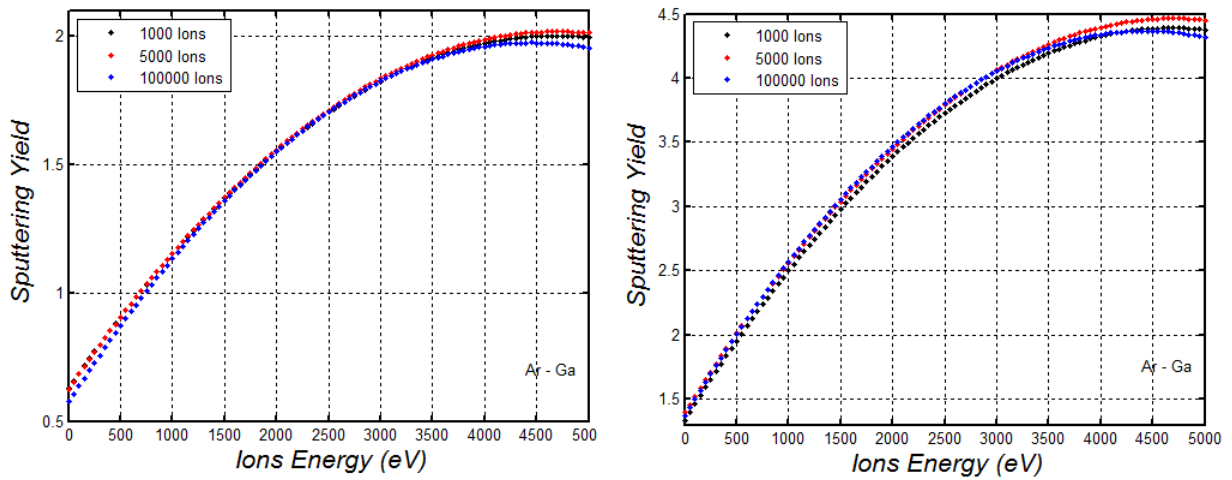 1000 Ions
5000 Ions
100000 Ions
2
1.5
1
0.5
Sputtering Yield
Ar - Ga
0 500 1000 1500 2000 2500 3000 3500 4000 4500 500
Ions Energy (eV)
1000 Ions
5000 Ions
100000 Ions
4.5
4
3.5
3
2.5
2
1.5
Sputtering Yield
Ar - Ga
0 500 1000 1500 2000 2500 3000 3500 4000 4500 5000
Ions Energy (eV)